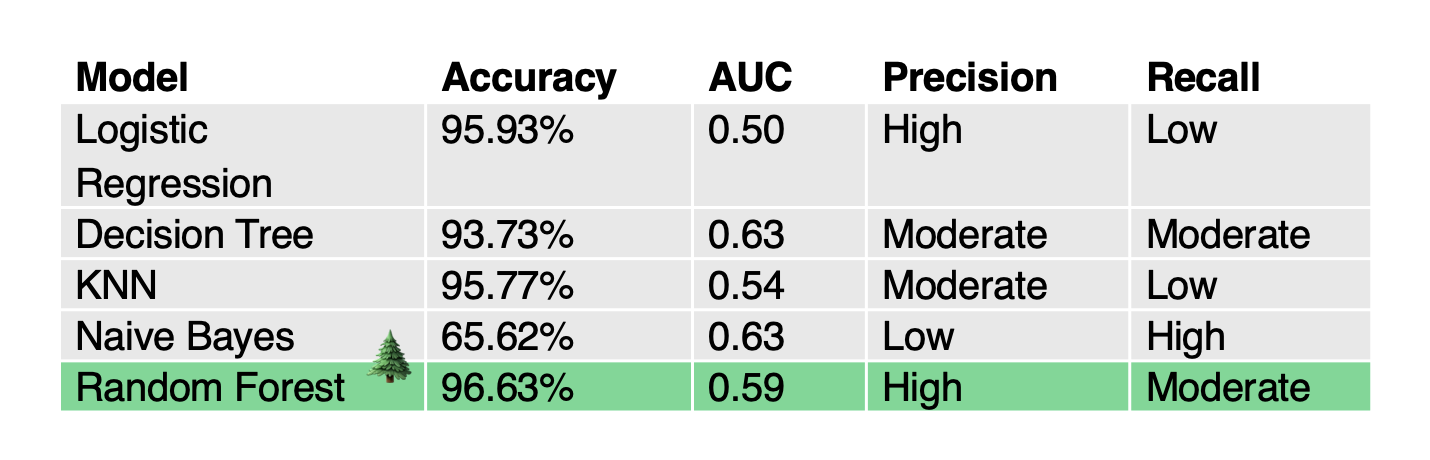 Model Accuracy AUC Precision Recall
Logistic Regression 95.93% 0.50 High Low
Decision Tree 93.73% 0.63 Moderate Moderate
KNN 95.77% 0.54 Moderate Low
Naive Bayes 65.62% 0.63 Low High
Random Forest 96.63% 0.59 High Moderate